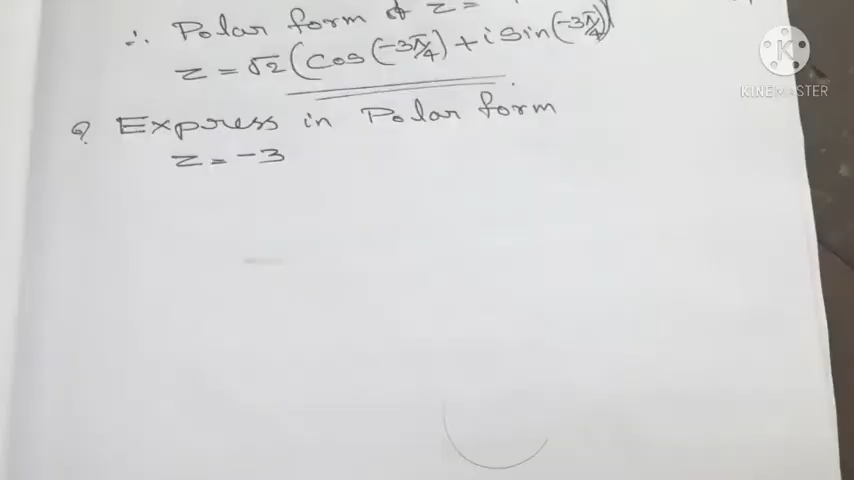 ∴ Polar form of z =
z = √2 (Cos(-3π/4) + i Sin(-3π/4))
Q Express in Polar form
z = -3
KINEMASTER